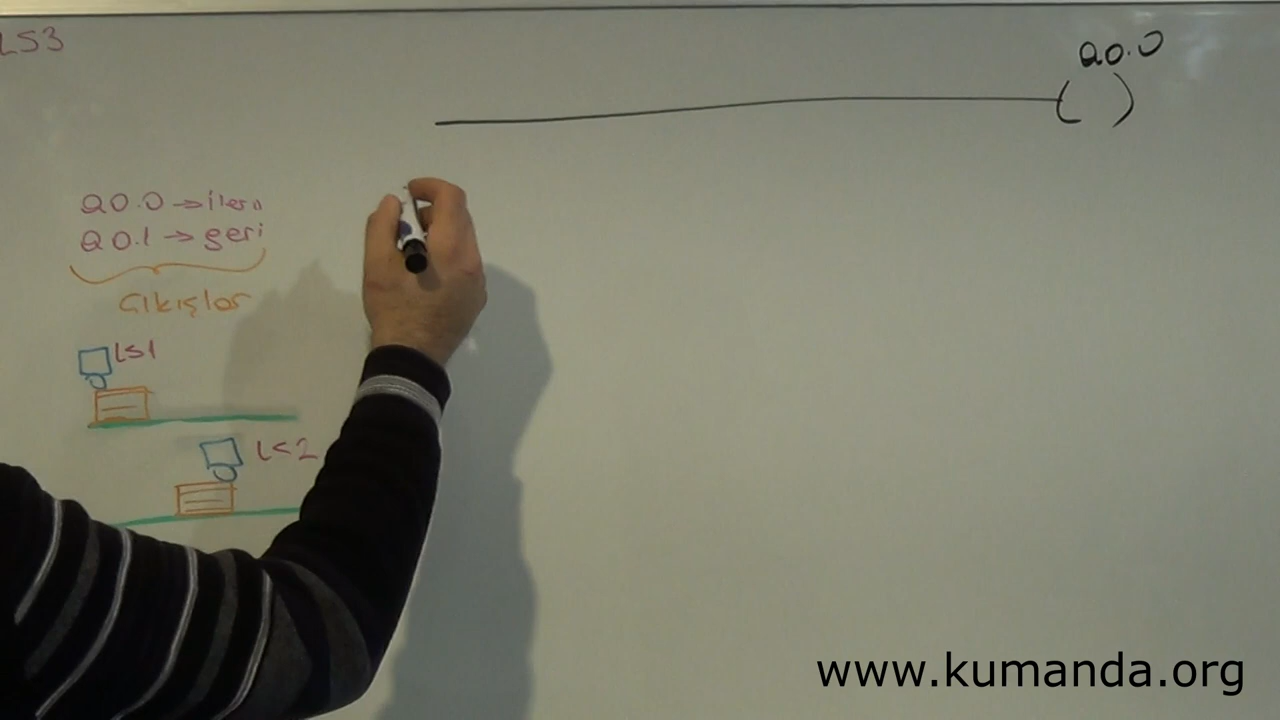 LS3
Q0.0
Q0.0 → ileri
Q0.1 → geri
Çıkışlar
LS1
LS2
www.kumanda.org